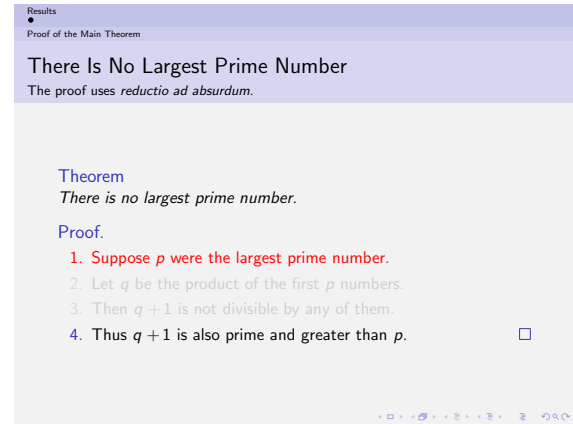 Results
Proof of the Main Theorem
There Is No Largest Prime Number
The proof uses reductio ad absurdum.
Theorem
There is no largest prime number.
Proof.
1. Suppose p were the largest prime number.
2. Let q be the product of the first p numbers.
3. Then q + 1 is not divisible by any of them.
4. Thus q + 1 is also prime and greater than p.